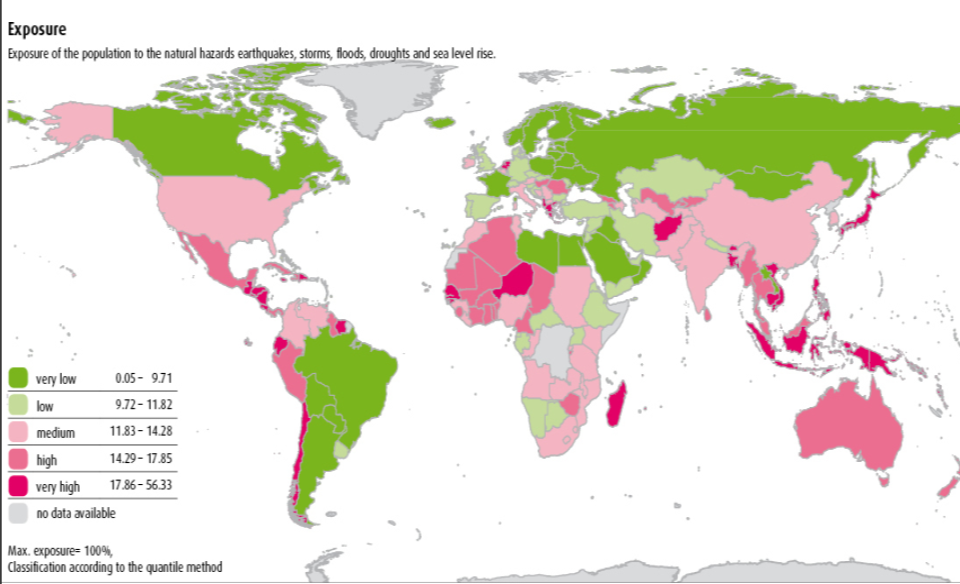 Exposure
Exposure of the population to the natural hazards earthquakes, storms, floods, droughts and sea level rise.
very low 0.05 - 9.71
low 9.72 - 11.82
medium 11.83 - 14.28
high 14.29 - 17.85
very high 17.86 - 56.33
no data available
Max. exposure= 100%,
Classification according to the quantile method